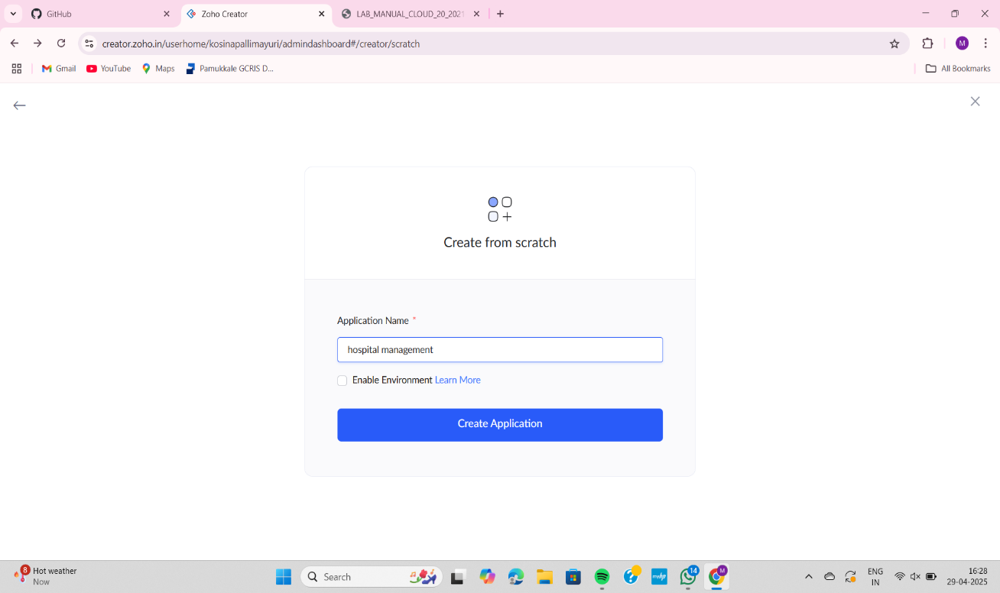 GitHub
Zoho Creator
LAB_MANUAL_CLOUD_20_2021
creator.zoho.in/userhome/kosinapallimayuri/admindashboard#/creator/scratch
M
Gmail
YouTube
Maps
Pamukkale GCRIS D...
All Bookmarks
Create from scratch
Application Name *
hospital management
Enable Environment Learn More
Create Application
8
Hot weather
Now
Search
myhp
14
M
ENG
IN
16:28
29-04-2025